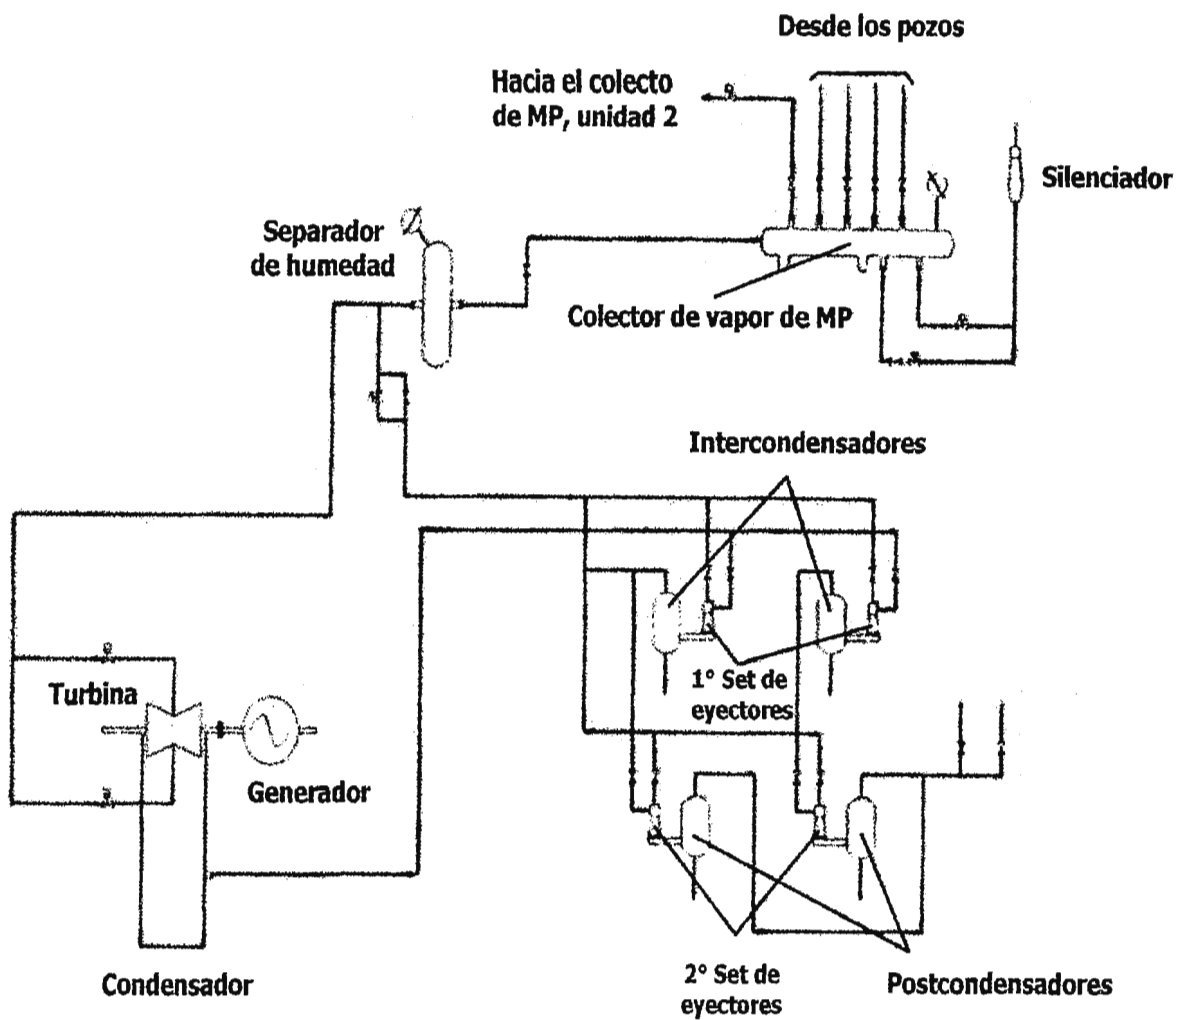 Desde los pozos
Hacia el colecto
de MP, unidad 2
Silenciador
Separador
de humedad
Colector de vapor de MP
Intercondensadores
1° Set de
eyectores
Turbina
Generador
Condensador
2° Set de
eyectores
Postcondensadores